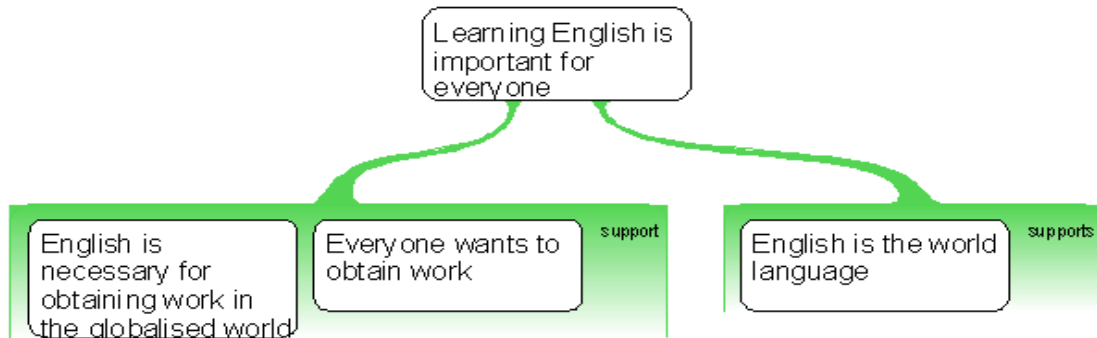 Learning English is
important for
everyone
English is
necessary for
obtaining work in
the globalised world
Everyone wants to
obtain work
support
English is the world
language
supports